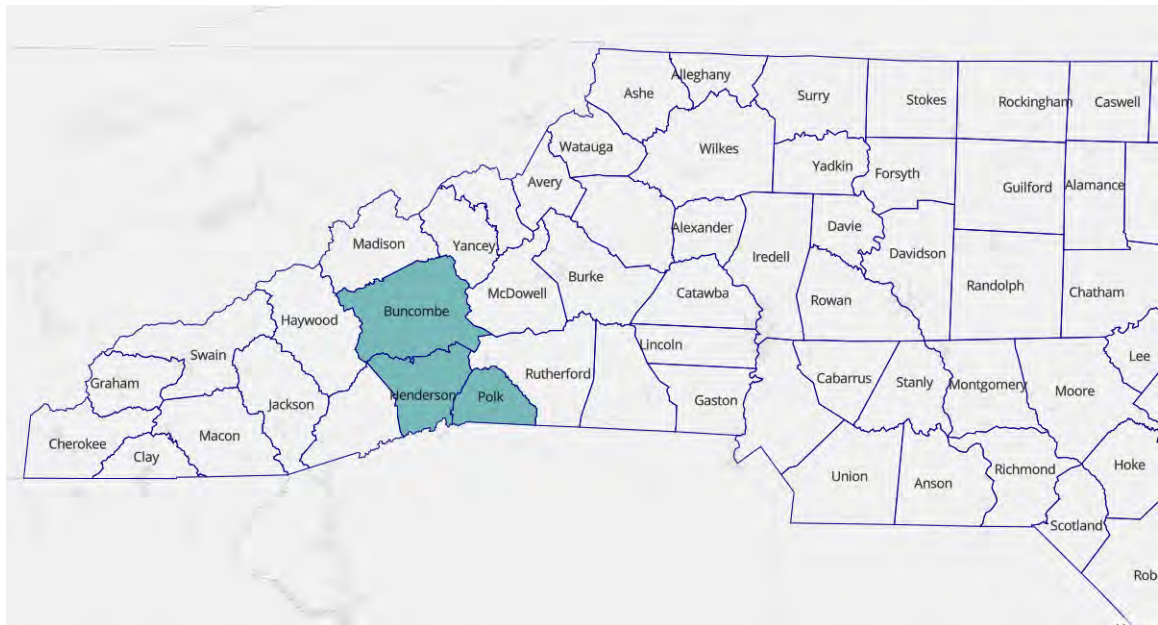 Alleghany
Ashe
Surry
Stokes
Rockingham
Caswell
Watauga
Wilkes
Yadkin
Forsyth
Avery
Guilford
Alamance
Alexander
Davie
Madison
Yancey
Iredell
Davidson
Burke
McDowell
Catawba
Randolph
Chatham
Rowan
Buncombe
Haywood
Swain
Lincoln
Lee
Graham
Rutherford
Cabarrus
Stanly
Montgomery
Moore
Henderson
Polk
Gaston
Jackson
Macon
Cherokee
Clay
Union
Anson
Richmond
Hoke
Scotland
Rob